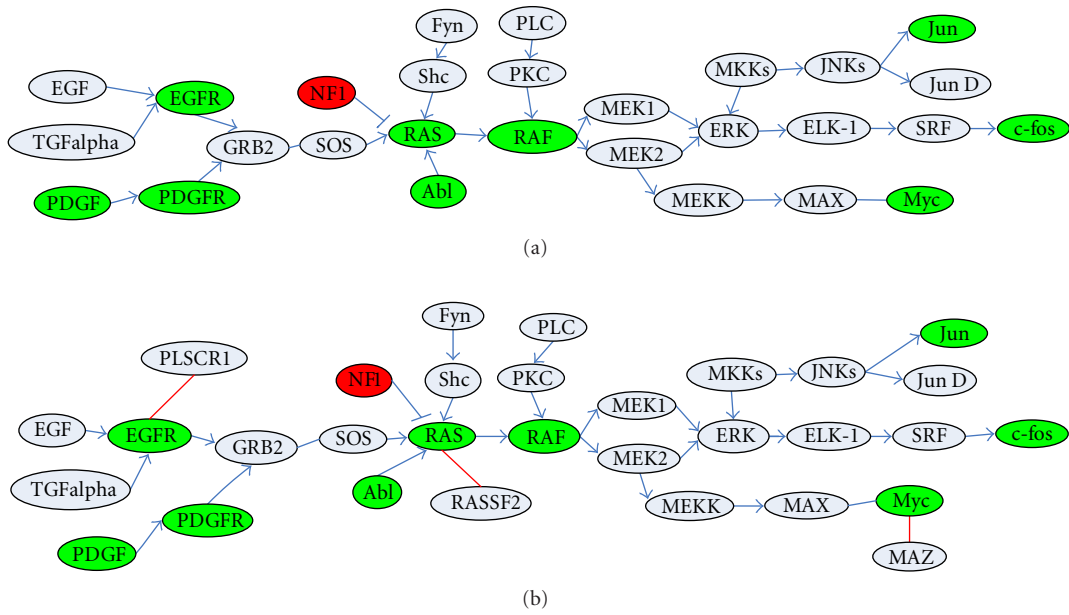 Fyn
PLC
Jun
EGF
EGFR
NF1
Shc
PKC
MKKs
JNKs
Jun D
TGFalpha
GRB2
SOS
RAS
RAF
MEK1
MEK2
ERK
ELK-1
SRF
c-fos
PDGF
PDGFR
Abl
MEKK
MAX
Myc
(a)
Fyn
PLC
Jun
PLSCR1
NF1
Shc
PKC
MKKs
JNKs
Jun D
EGF
EGFR
GRB2
SOS
RAS
RAF
MEK1
MEK2
ERK
ELK-1
SRF
c-fos
TGFalpha
Abl
RASSF2
MEKK
MAX
Myc
PDGFR
PDGF
MAZ
(b)